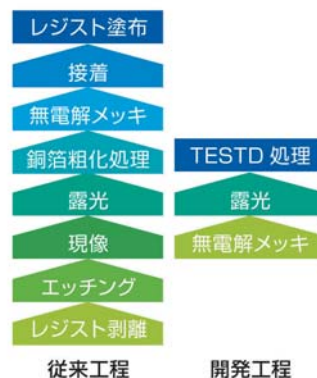 レジスト塗布
接着
無電解メッキ
銅箔粗化処理
露光
現像
エッチング
レジスト剥離
従来工程
TESTD 処理
露光
無電解メッキ
開発工程